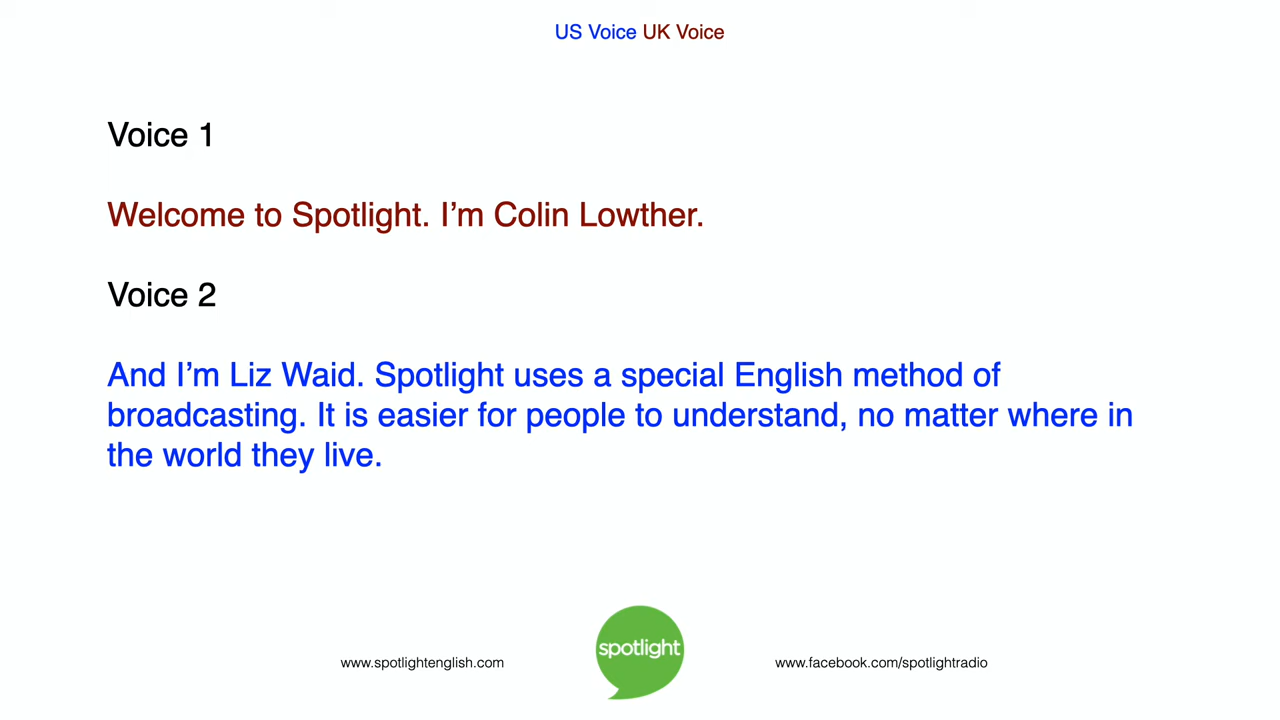 US Voice UK Voice
Voice 1
Welcome to Spotlight. I’m Colin Lowther.
Voice 2
And I’m Liz Waid. Spotlight uses a special English method of
broadcasting. It is easier for people to understand, no matter where in
the world they live.
www.spotlightenglish.com
spotlight
www.facebook.com/spotlightradio